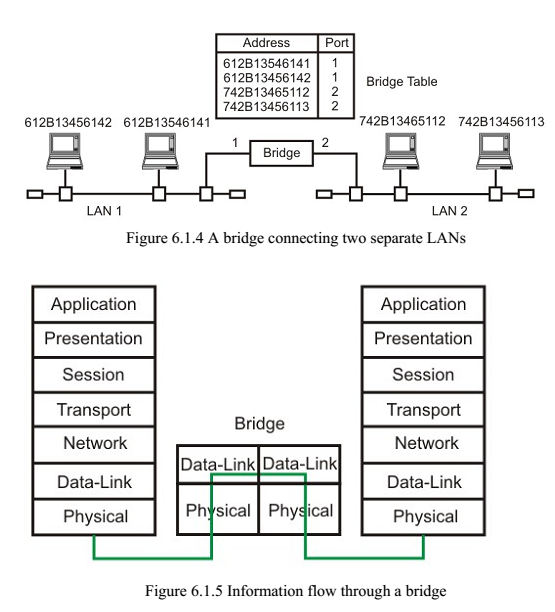 Address Port
612B13546141 1
612B13456142 1
742B13465112 2
742B13456113 2
Bridge Table
612B13456142 612B13546141 742B13465112 742B13456113
1 Bridge 2
LAN 1 LAN 2
Figure 6.1.4 A bridge connecting two separate LANs
Application Application
Presentation Presentation
Session Session
Transport Transport
Bridge
Network Network
Data-Link Data-Link Data-Link Data-Link
Physical Physical Physical Physical
Figure 6.1.5 Information flow through a bridge